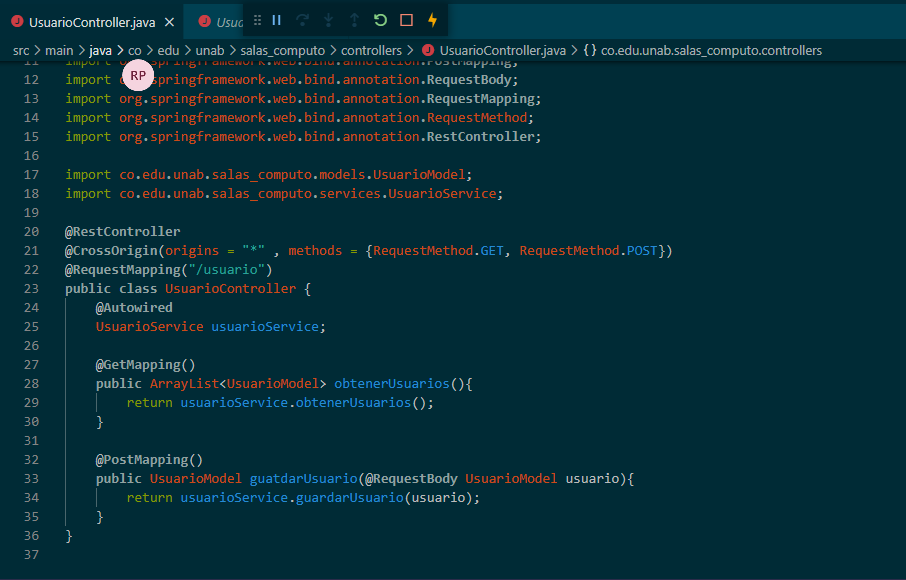 UsuarioController.java
Usuc
src > main > java > co > edu > unab > salas_computo > controllers > UsuarioController.java > {} co.edu.unab.salas_computo.controllers
11 import org.springframework.web.bind.annotation.PostMapping;
12 import org.springframework.web.bind.annotation.RequestBody;
RP
13 import org.springframework.web.bind.annotation.RequestMapping;
14 import org.springframework.web.bind.annotation.RequestMethod;
15 import org.springframework.web.bind.annotation.RestController;
16
17 import co.edu.unab.salas_computo.models.UsuarioModel;
18 import co.edu.unab.salas_computo.services.UsuarioService;
19
20 @RestController
21 @CrossOrigin(origins = "*" , methods = {RequestMethod.GET, RequestMethod.POST})
22 @RequestMapping("/usuario")
23 public class UsuarioController {
24 @Autowired
25 UsuarioService usuarioService;
26
27 @GetMapping()
28 public ArrayList<UsuarioModel> obtenerUsuarios(){
29 return usuarioService.obtenerUsuarios();
30 }
31
32 @PostMapping()
33 public UsuarioModel guatdarUsuario(@RequestBody UsuarioModel usuario){
34 return usuarioService.guardarUsuario(usuario);
35 }
36 }
37